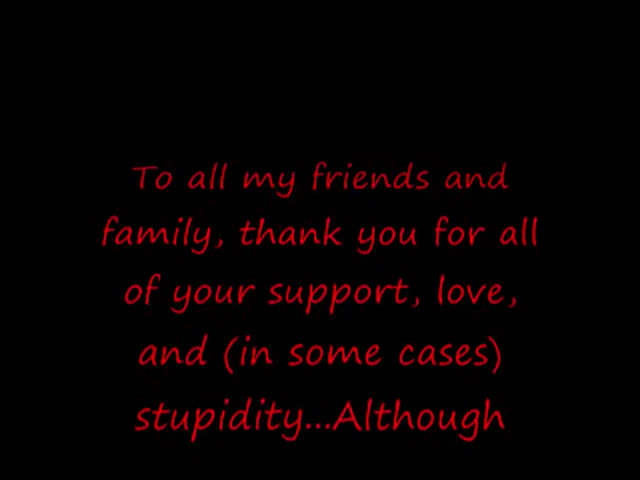 To all my friends and
family, thank you for all
of your support, love,
and (in some cases)
stupidity...Although